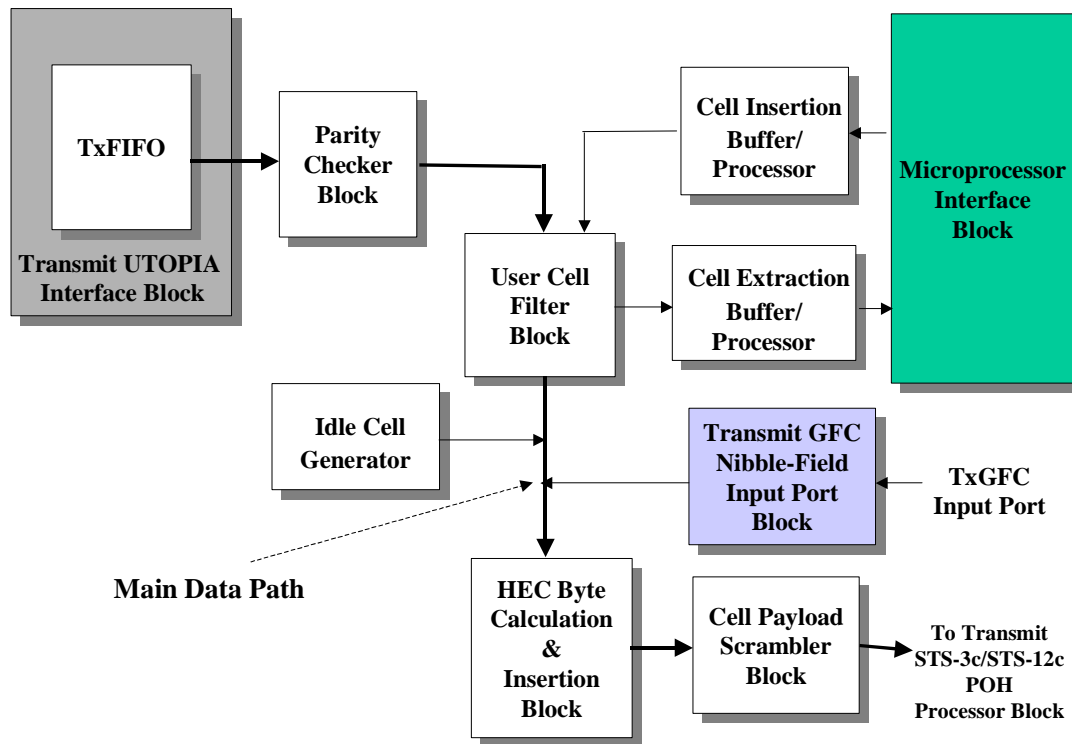 TxFIFO
Transmit UTOPIA
Interface Block
Parity
Checker
Block
Cell Insertion
Buffer/
Processor
Microprocessor
Interface
Block
User Cell
Filter
Block
Cell Extraction
Buffer/
Processor
Idle Cell
Generator
Transmit GFC
Nibble-Field
Input Port
Block
TxGFC
Input Port
Main Data Path
HEC Byte
Calculation
&
Insertion
Block
Cell Payload
Scrambler
Block
To Transmit
STS-3c/STS-12c
POH
Processor Block